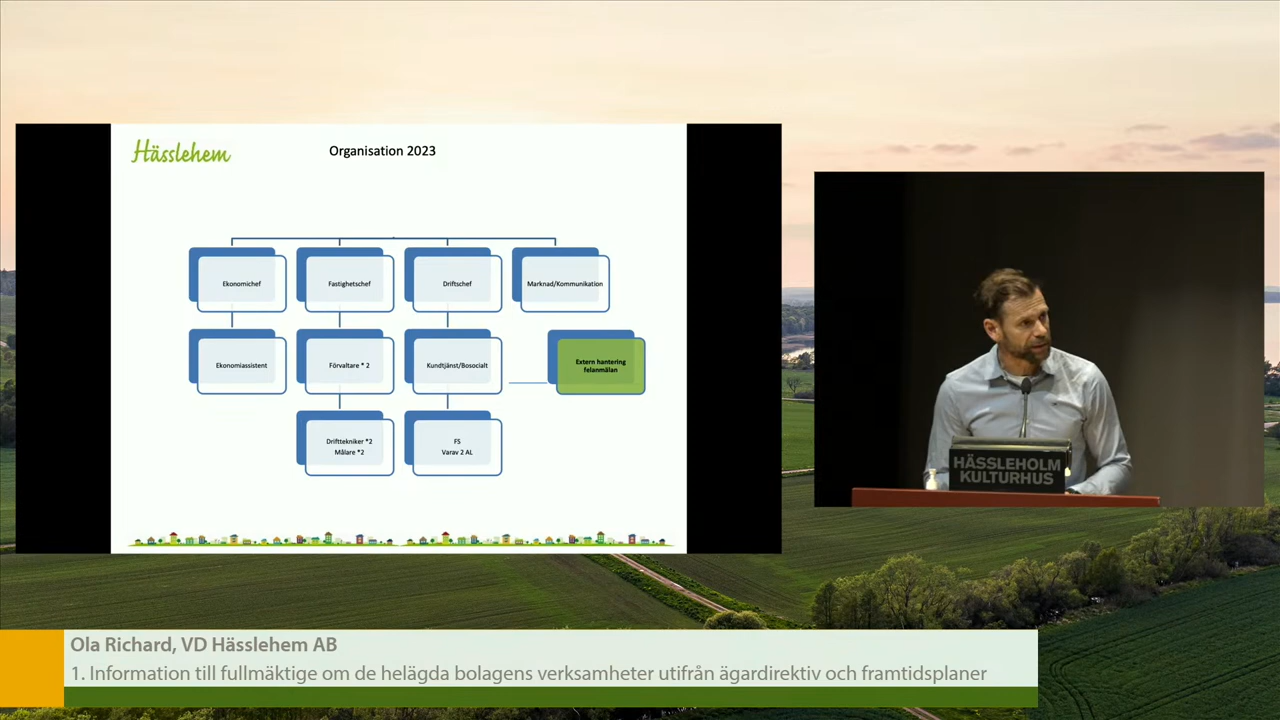 Hässlehem
Organisation 2023
Ekonomichef
Fastighetschef
Driftschef
Marknad/Kommunikation
Ekonomiassistent
Förvaltare * 2
Kundtjänst/Bosocialt
Extern hantering
felanmälan
Drifttekniker *2
Målare *2
FS
Varav 2 AL
HÄSSLEHOLM
KULTURHUS
Ola Richard, VD Hässlehem AB
1. Information till fullmäktige om de helägda bolagens verksamheter utifrån ägardirektiv och framtidsplaner